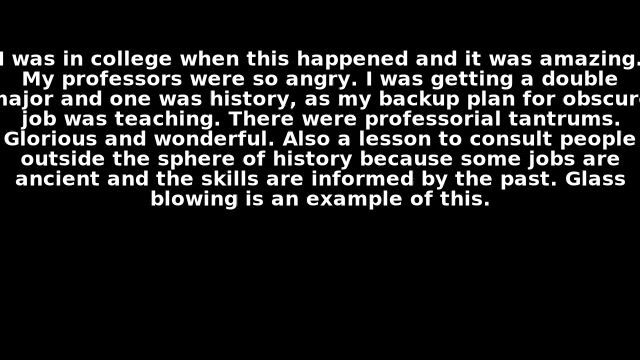 I was in college when this happened and it was amazing.
My professors were so angry. I was getting a double
major and one was history, as my backup plan for obscure
job was teaching. There were professorial tantrums.
Glorious and wonderful. Also a lesson to consult people
outside the sphere of history because some jobs are
ancient and the skills are informed by the past. Glass
blowing is an example of this.